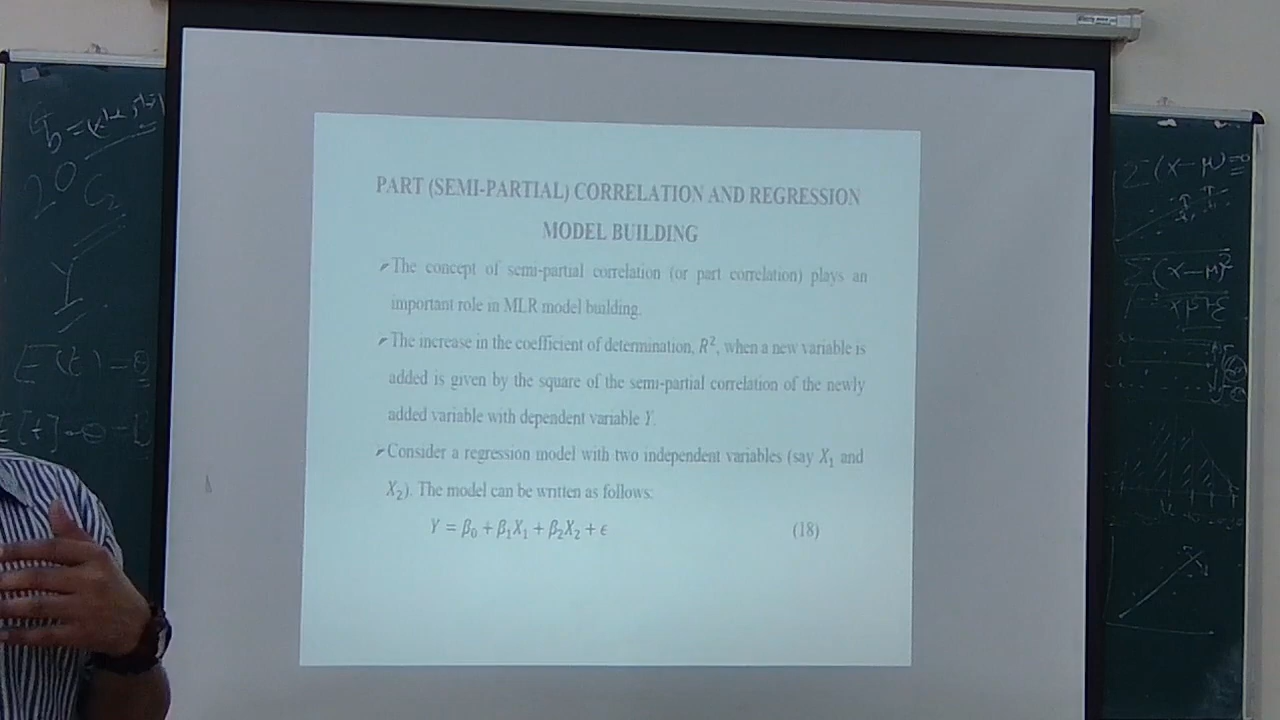 PART (SEMI-PARTIAL) CORRELATION AND REGRESSION
MODEL BUILDING
The concept of semi-partial correlation (or part correlation) plays an
important role in MLR model building.
The increase in the coefficient of determination, R², when a new variable is
added is given by the square of the semi-partial correlation of the newly
added variable with dependent variable Y.
Consider a regression model with two independent variables (say X₁ and
X₂). The model can be written as follows:
Y = β₀ + β₁X₁ + β₂X₂ + ϵ (18)
20C₂
Y
E(t) = θ
Σ(x-μ)=0